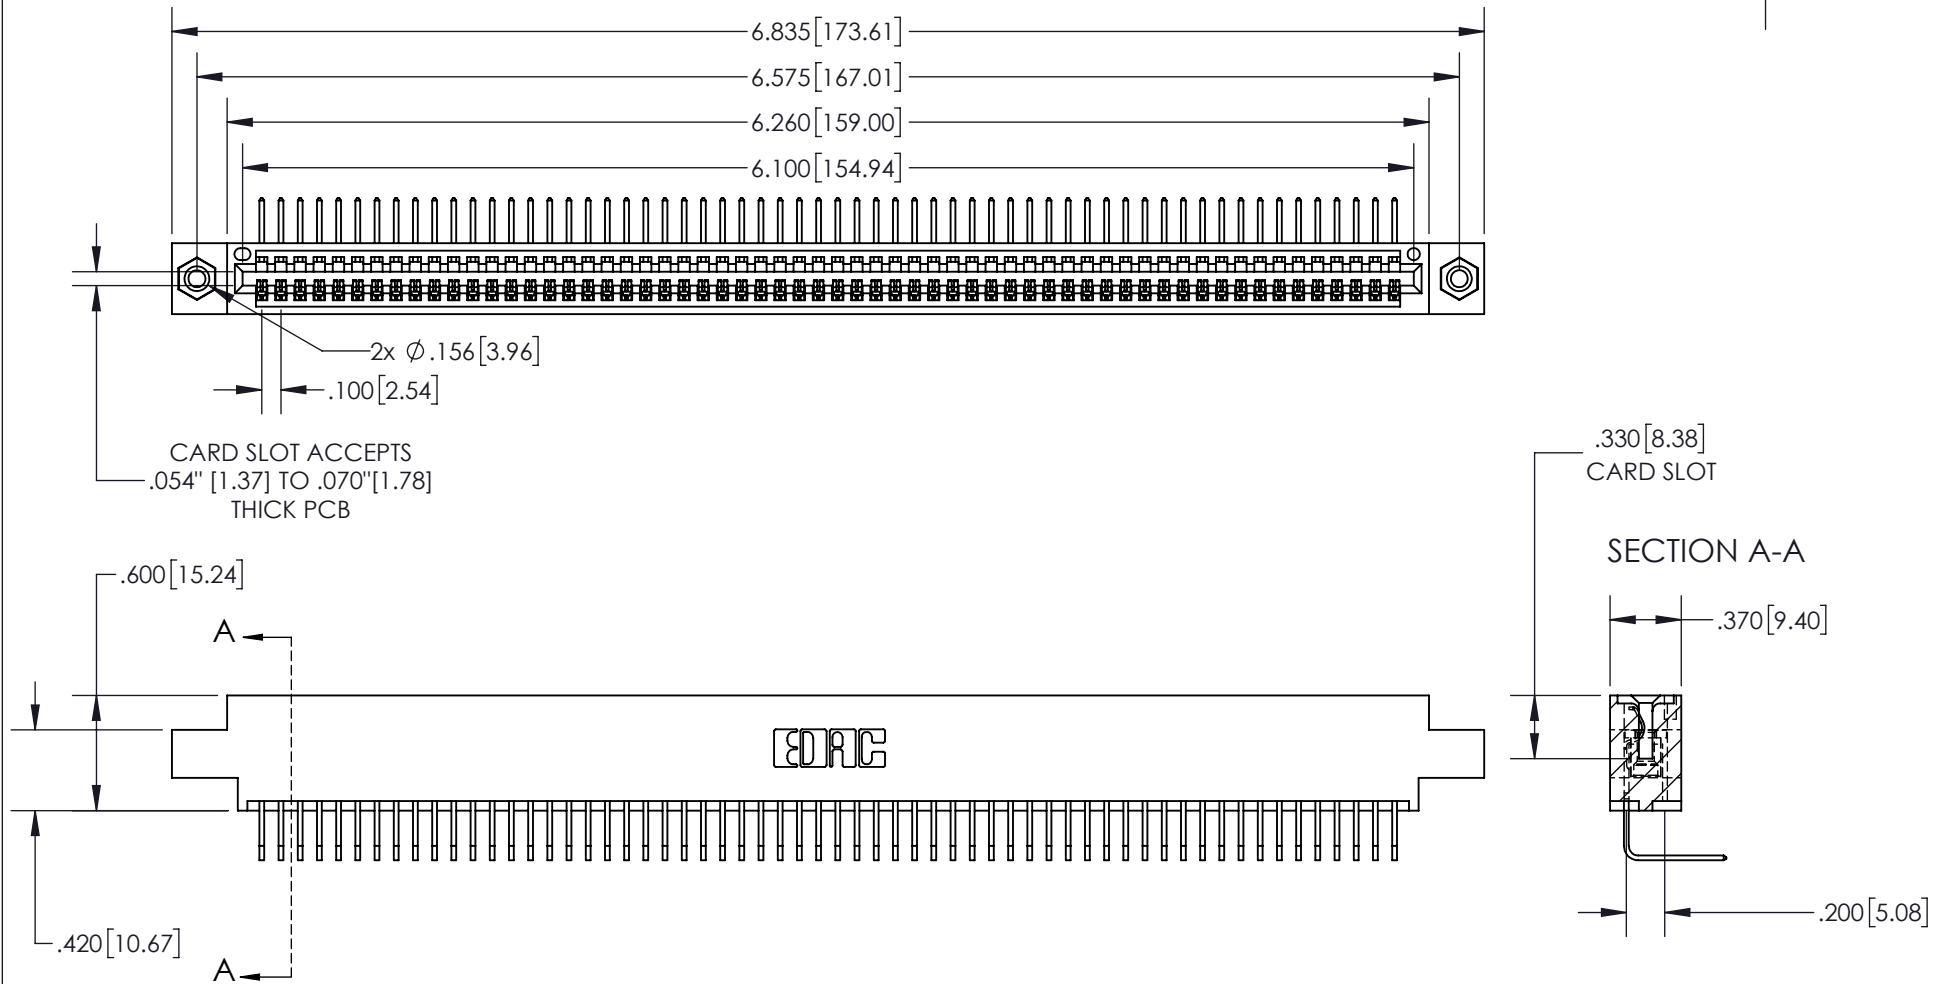 6.835[173.61]
6.575[167.01]
6.260[159.00]
6.100[154.94]
2x Ø.156[3.96]
.100[2.54]
CARD SLOT ACCEPTS
.054" [1.37] TO .070"[1.78]
THICK PCB
.330[8.38]
CARD SLOT
SECTION A-A
.600[15.24]
.370[9.40]
A
EDAC
.200[5.08]
.420[10.67]
A